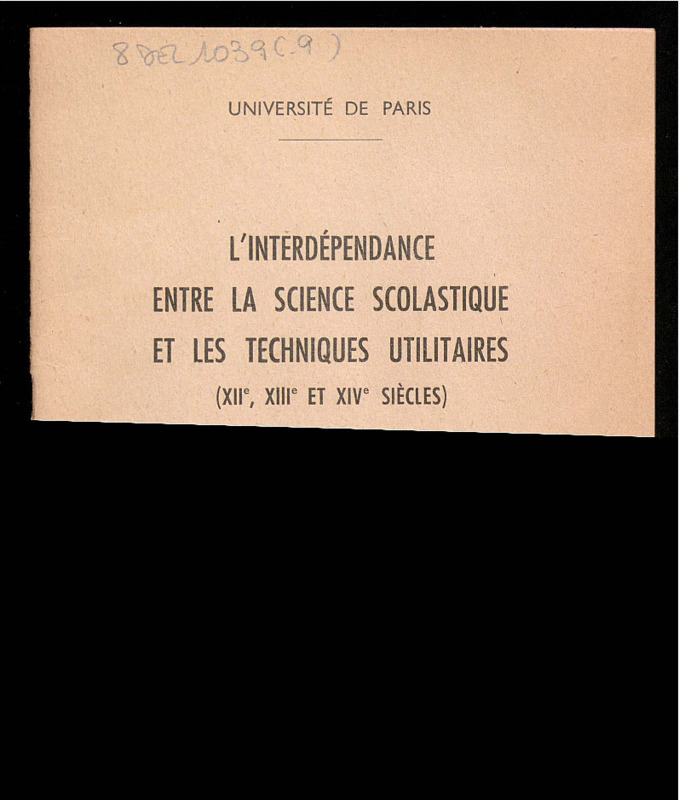 8 DEL 1039 (.9)
UNIVERSITÉ DE PARIS
L'INTERDÉPENDANCE
ENTRE LA SCIENCE SCOLASTIQUE
ET LES TECHNIQUES UTILITAIRES
(XIIᵉ, XIIIᵉ ET XIVᵉ SIÈCLES)